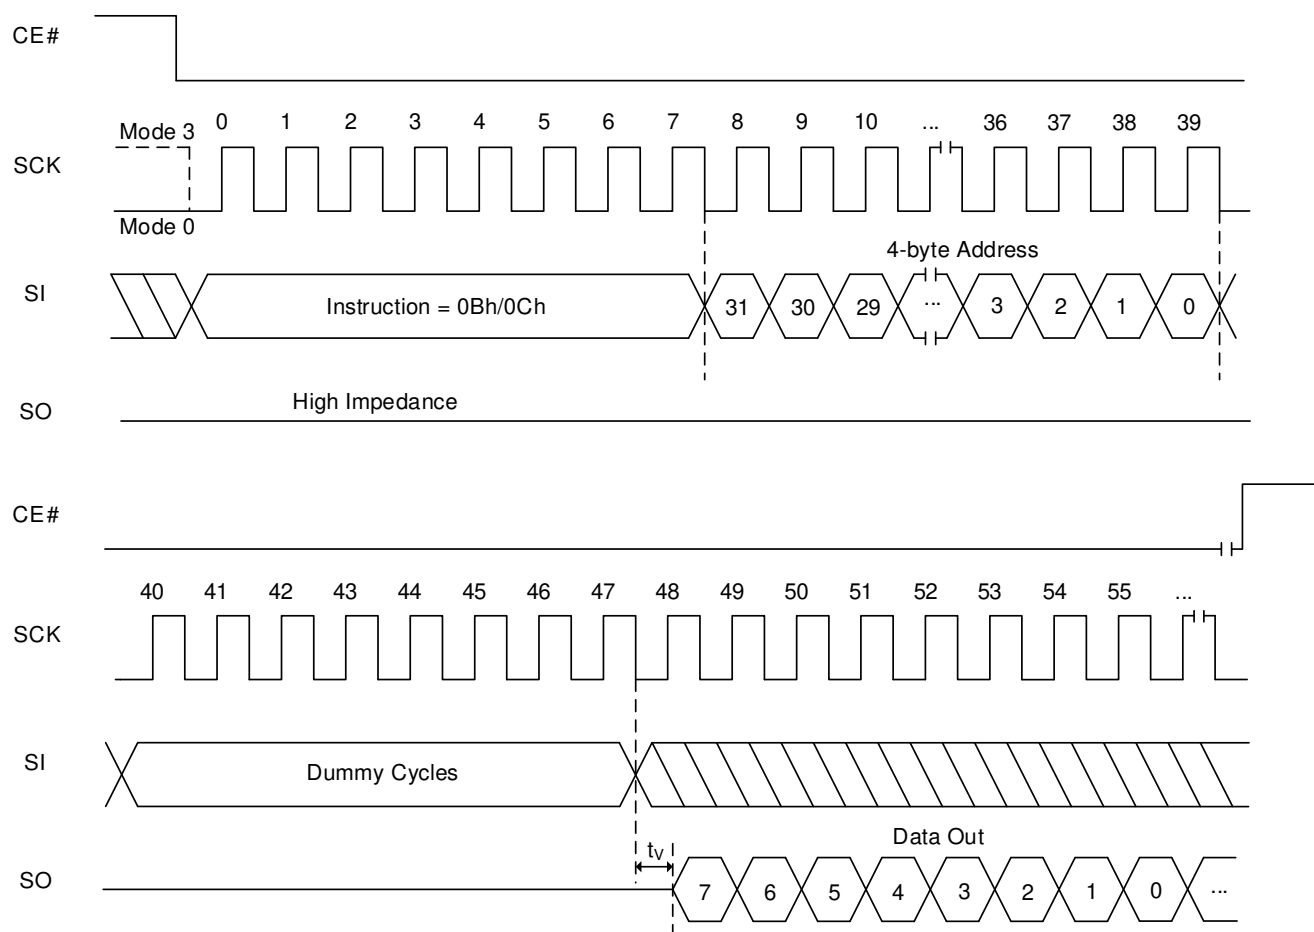 CE#
Mode 3 0 1 2 3 4 5 6 7 8 9 10 ... 36 37 38 39
SCK
Mode 0
4-byte Address
SI Instruction = 0Bh/0Ch 31 30 29 ... 3 2 1 0
SO High Impedance
CE#
40 41 42 43 44 45 46 47 48 49 50 51 52 53 54 55 ...
SCK
SI Dummy Cycles
Data Out
tV
SO 7 6 5 4 3 2 1 0 ...